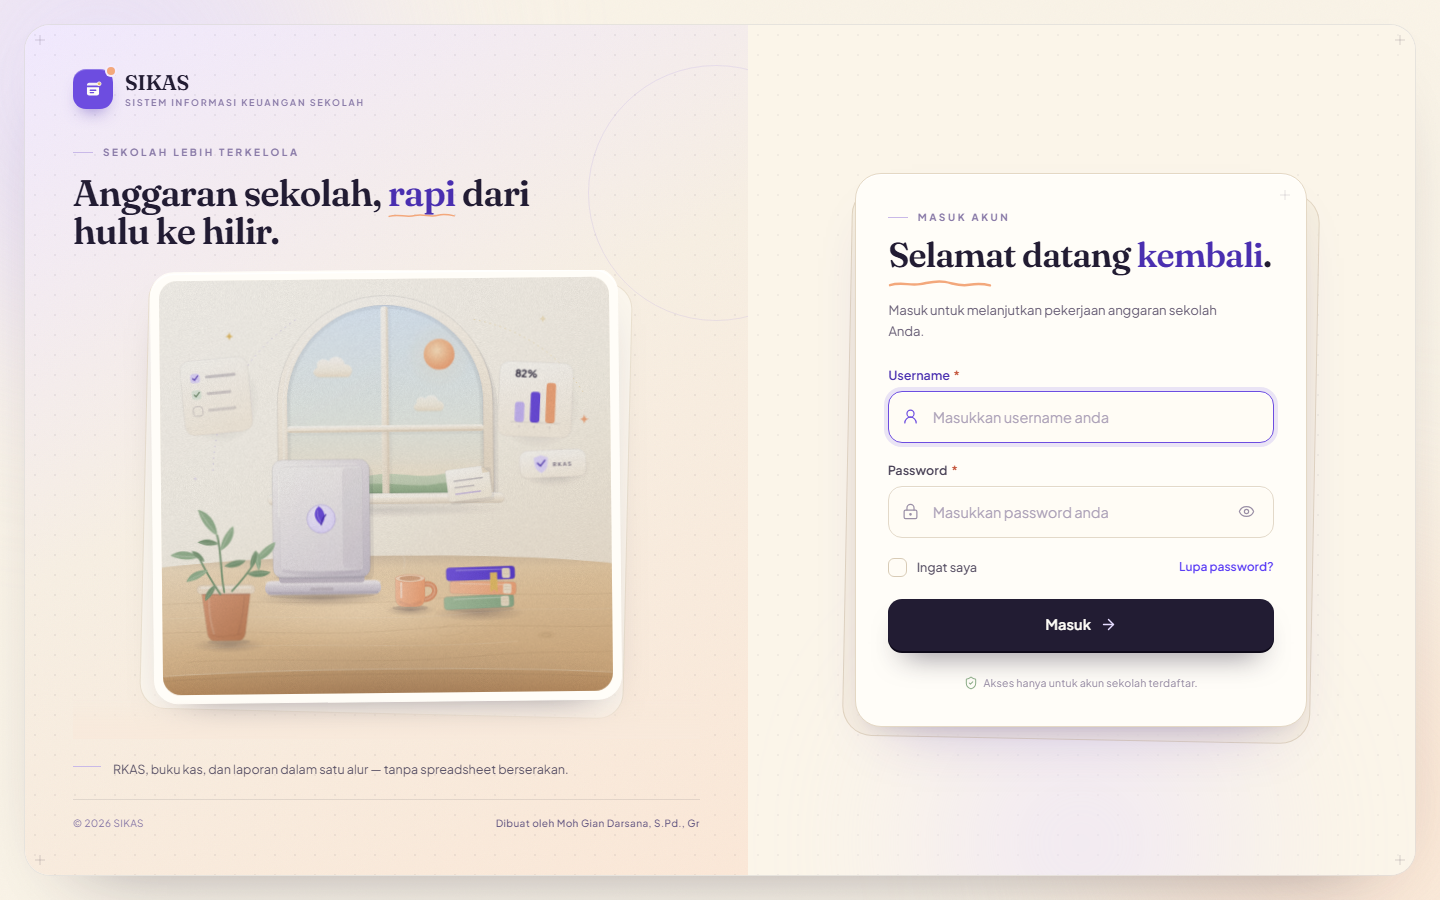 SIKAS
SISTEM INFORMASI KEUANGAN SEKOLAH
SEKOLAH LEBIH TERKELOLA
Anggaran sekolah, rapi dari
hulu ke hilir.
82%
RKAS
RKAS, buku kas, dan laporan dalam satu alur — tanpa spreadsheet berserakan.
© 2026 SIKAS
Dibuat oleh Moh Gian Darsana, S.Pd., Gr
MASUK AKUN
Selamat datang kembali.
Masuk untuk melanjutkan pekerjaan anggaran sekolah
Anda.
Username *
Masukkan username anda
Password *
Masukkan password anda
Ingat saya
Lupa password?
Masuk
Akses hanya untuk akun sekolah terdaftar.